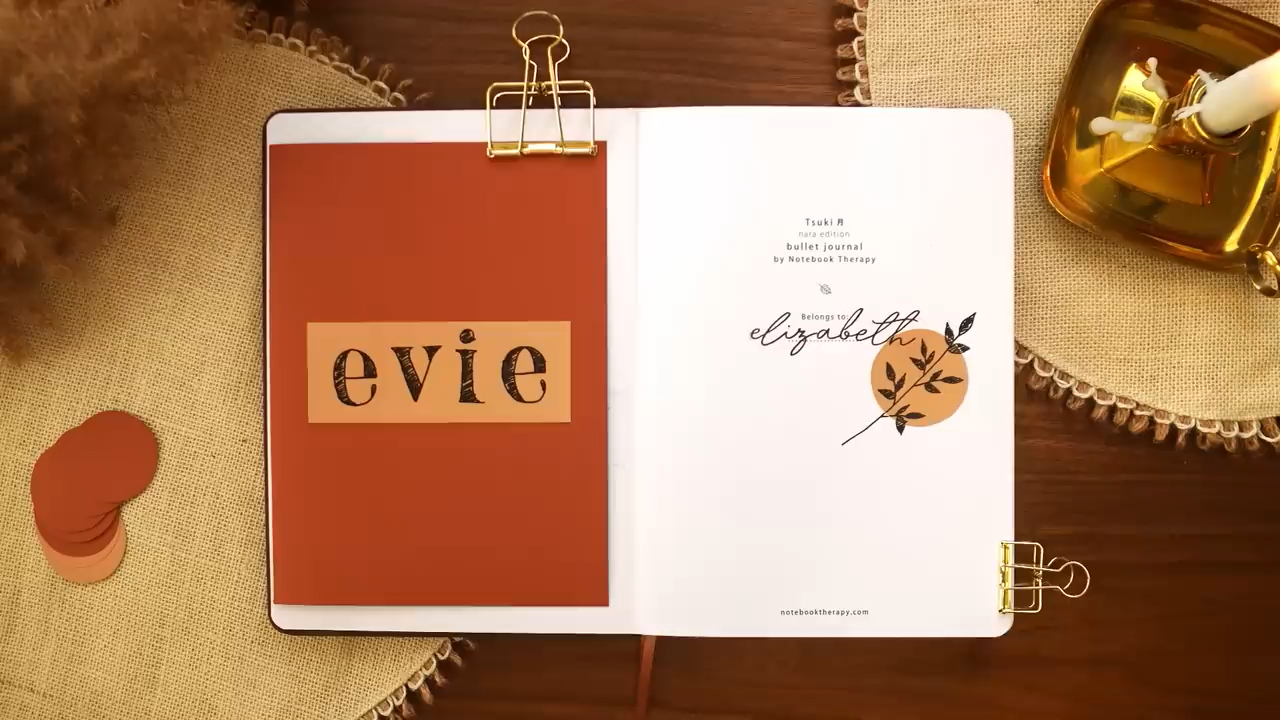 evie
Tsuki 月
nara edition
bullet journal
by Notebook Therapy
Belongs to:
elizabeth
notebooktherapy.com